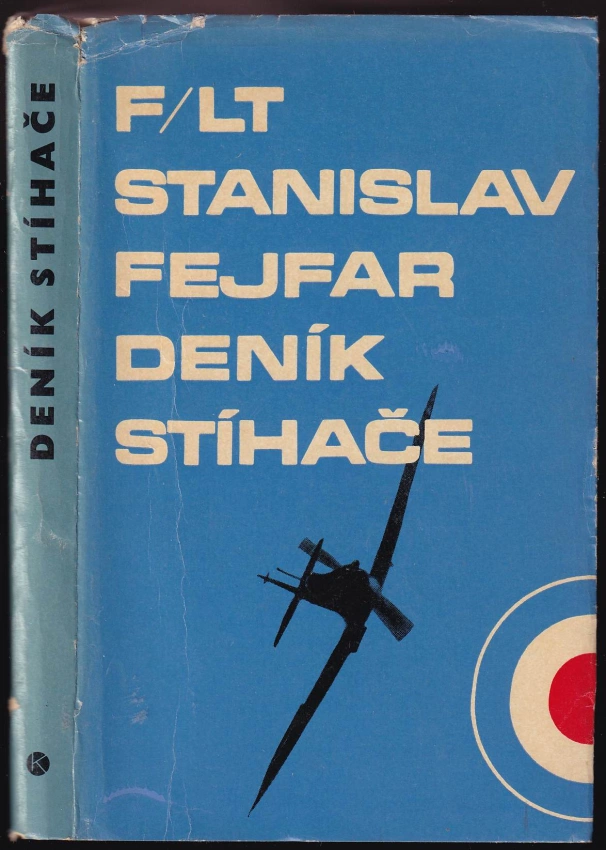 F/LT
STANISLAV
FEJFAR
DENÍK
STÍHAČE
DENÍK STÍHAČE
K